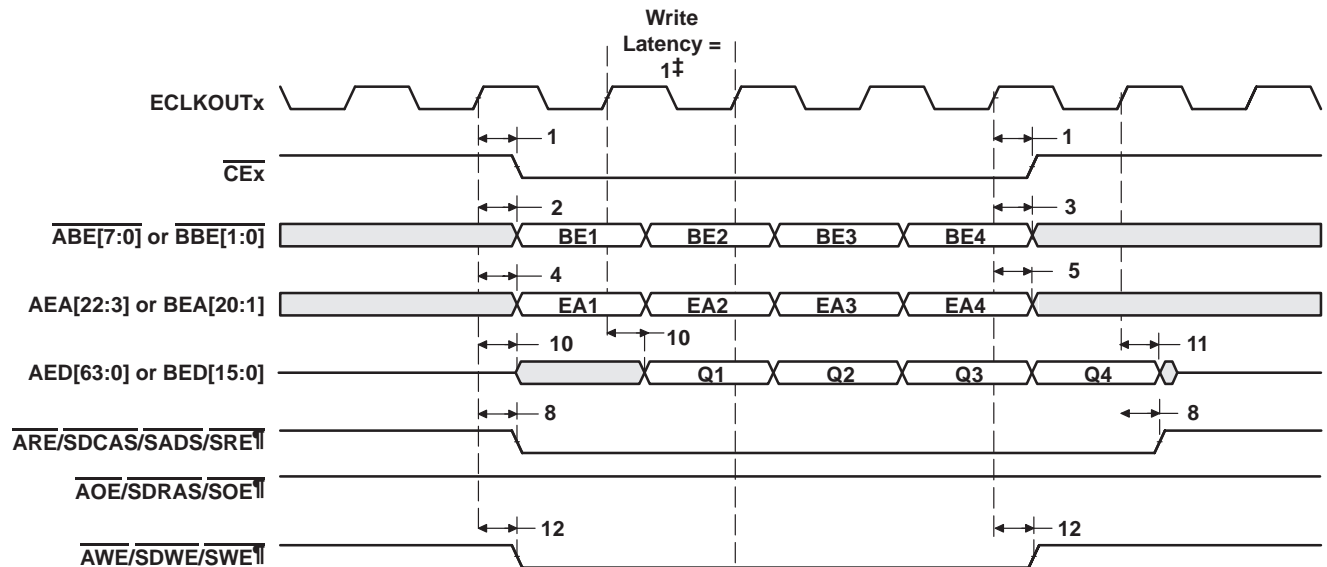 Write
Latency =
1‡
ECLKOUTx
1 1
CEx
2 3
ABE[7:0] or BBE[1:0] BE1 BE2 BE3 BE4
4 5
AEA[22:3] or BEA[20:1] EA1 EA2 EA3 EA4
10 10 11
AED[63:0] or BED[15:0] Q1 Q2 Q3 Q4
8 8
ARE/SDCAS/SADS/SRE¶
AOE/SDRAS/SOE¶
12 12
AWE/SDWE/SWE¶